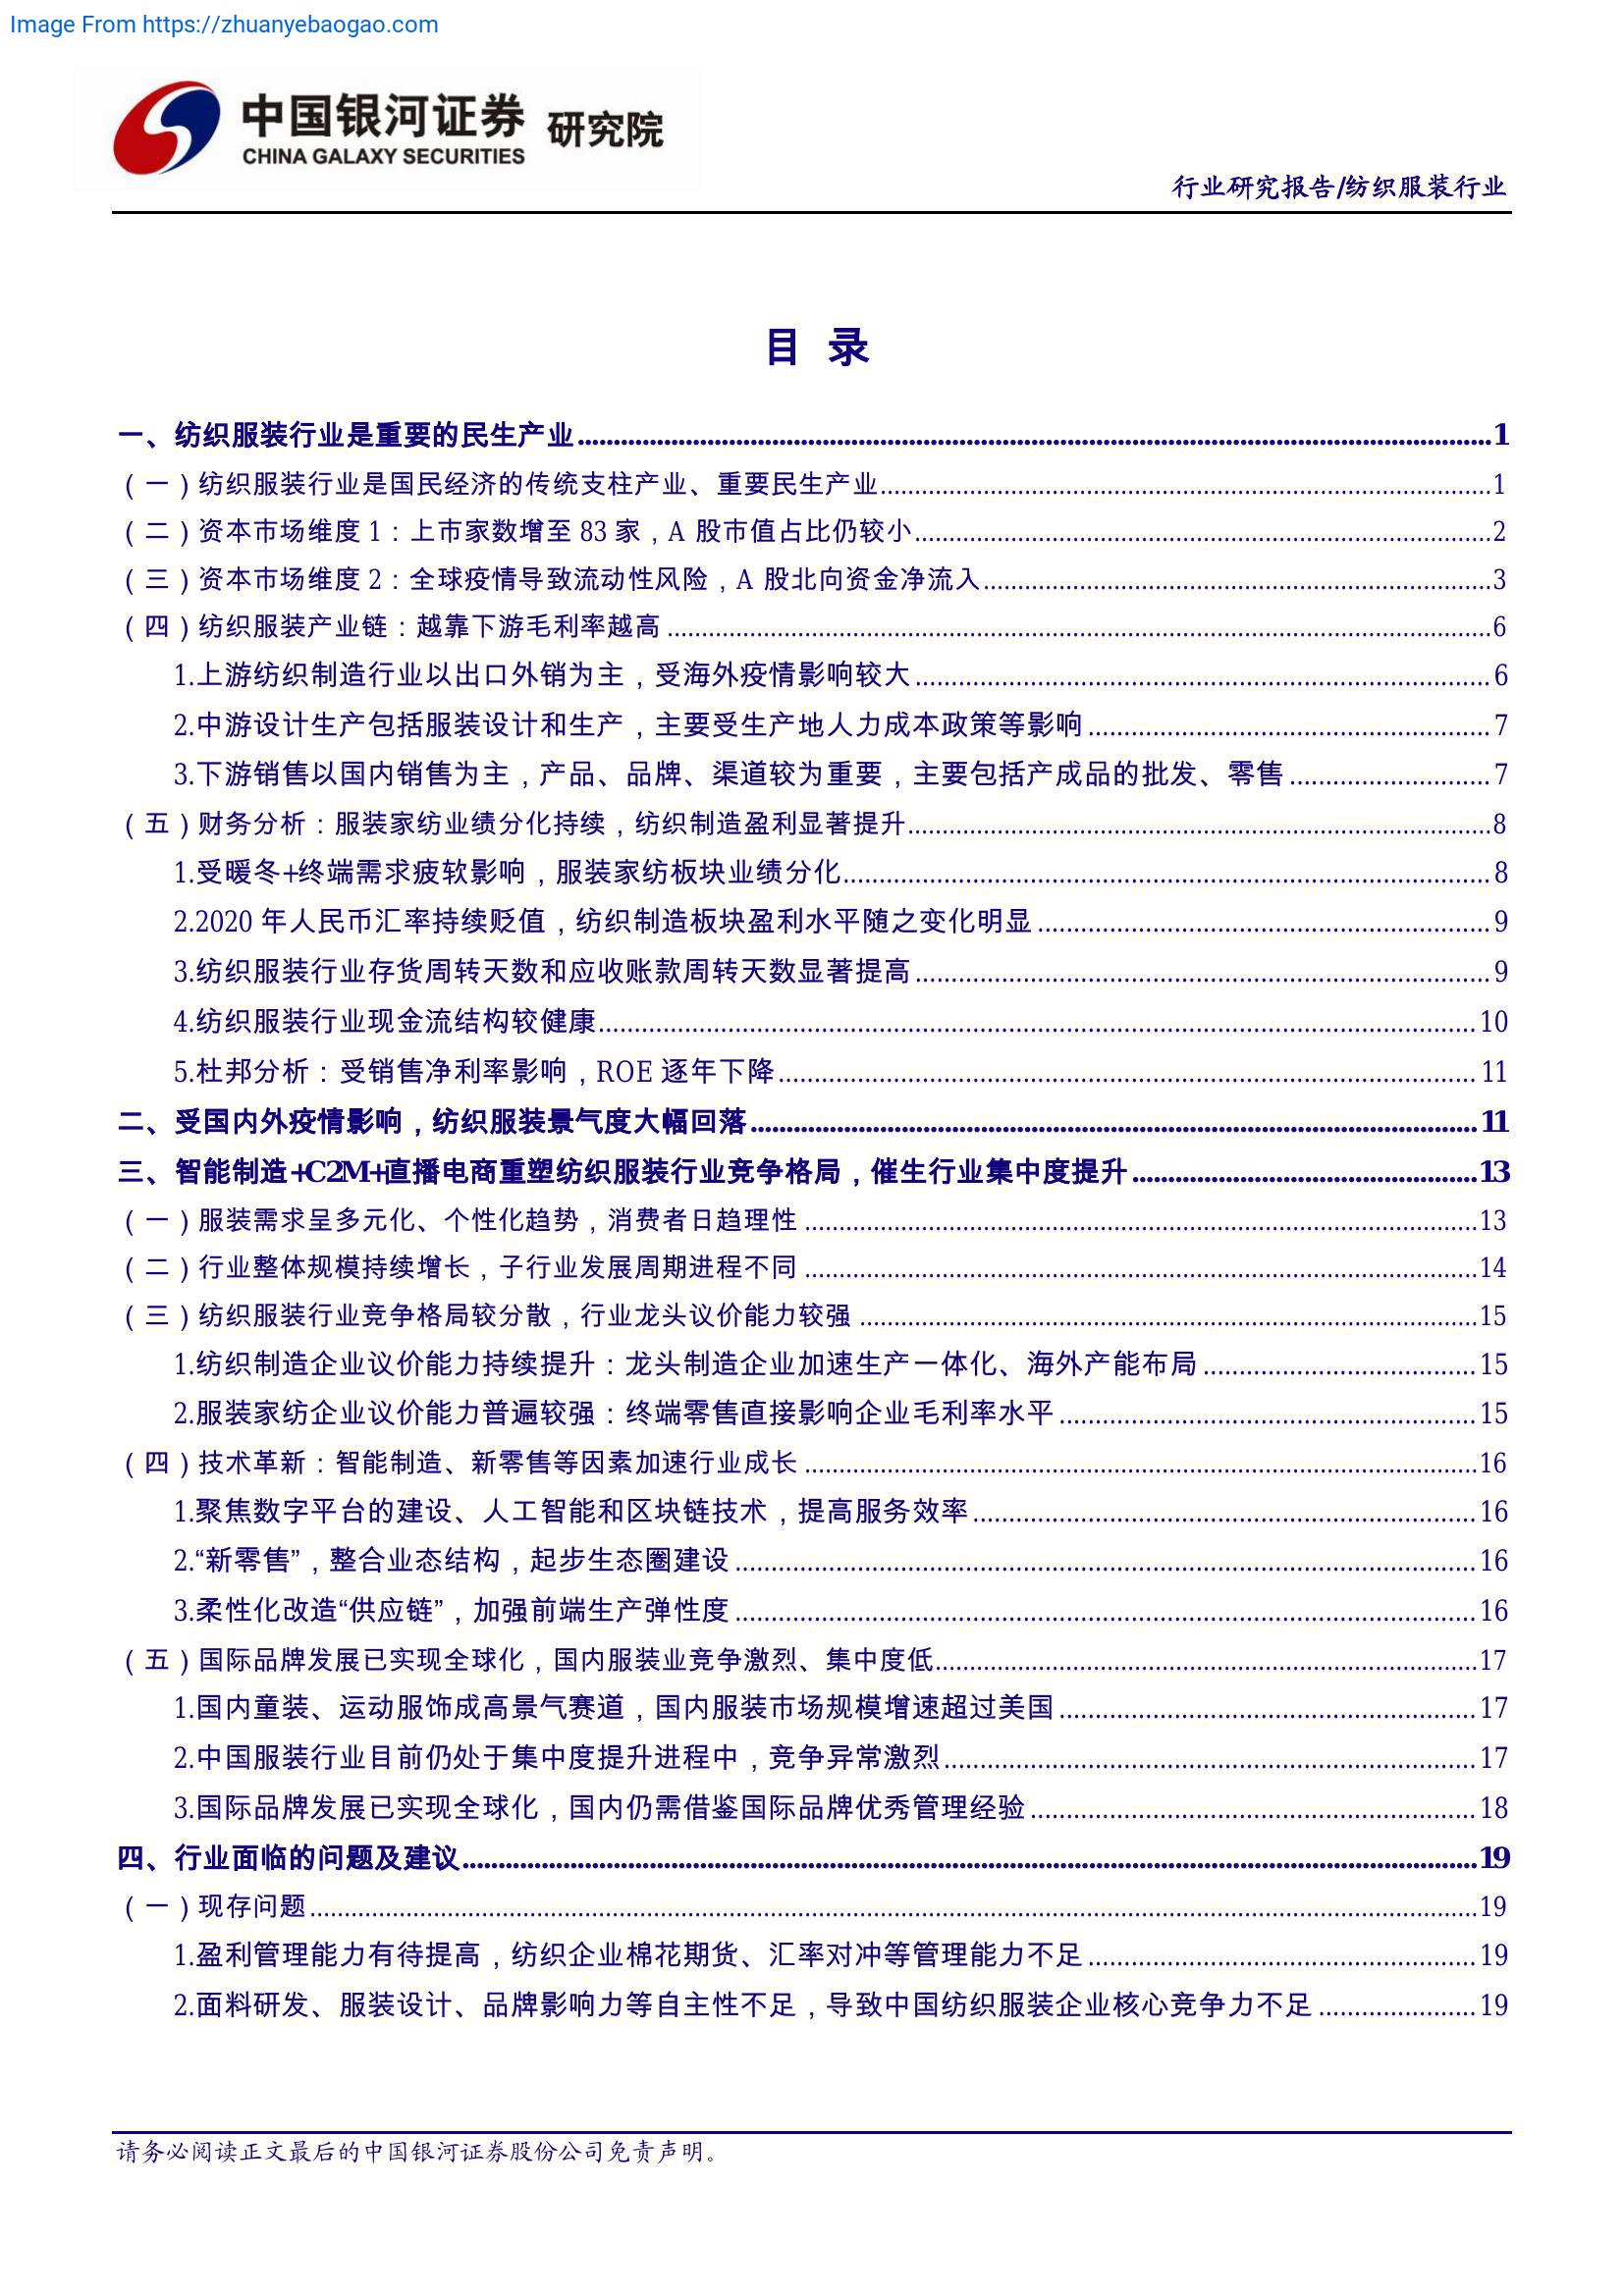 Image From https://zhuanyebaogao.com
中国银河证券 研究院
CHINA GALAXY SECURITIES
行业研究报告/纺织服装行业
目 录
一、纺织服装行业是重要的民生产业........1
（一）纺织服装行业是国民经济的传统支柱产业、重要民生产业........1
（二）资本市场维度 1：上市家数增至 83 家，A 股市值占比仍较小........2
（三）资本市场维度 2：全球疫情导致流动性风险，A 股北向资金净流入........3
（四）纺织服装产业链：越靠下游毛利率越高........6
1.上游纺织制造行业以出口外销为主，受海外疫情影响较大........6
2.中游设计生产包括服装设计和生产，主要受生产地人力成本政策等影响........7
3.下游销售以国内销售为主，产品、品牌、渠道较为重要，主要包括产成品的批发、零售........7
（五）财务分析：服装家纺业绩分化持续，纺织制造盈利显著提升........8
1.受暖冬+终端需求疲软影响，服装家纺板块业绩分化........8
2.2020 年人民币汇率持续贬值，纺织制造板块盈利水平随之变化明显........9
3.纺织服装行业存货周转天数和应收账款周转天数显著提高........9
4.纺织服装行业现金流结构较健康........10
5.杜邦分析：受销售净利率影响，ROE 逐年下降........11
二、受国内外疫情影响，纺织服装景气度大幅回落........11
三、智能制造+C2M+直播电商重塑纺织服装行业竞争格局，催生行业集中度提升........13
（一）服装需求呈多元化、个性化趋势，消费者日趋理性........13
（二）行业整体规模持续增长，子行业发展周期进程不同........14
（三）纺织服装行业竞争格局较分散，行业龙头议价能力较强........15
1.纺织制造企业议价能力持续提升：龙头制造企业加速生产一体化、海外产能布局........15
2.服装家纺企业议价能力普遍较强：终端零售直接影响企业毛利率水平........15
（四）技术革新：智能制造、新零售等因素加速行业成长........16
1.聚焦数字平台的建设、人工智能和区块链技术，提高服务效率........16
2.“新零售”，整合业态结构，起步生态圈建设........16
3.柔性化改造“供应链”，加强前端生产弹性度........16
（五）国际品牌发展已实现全球化，国内服装业竞争激烈、集中度低........17
1.国内童装、运动服饰成高景气赛道，国内服装市场规模增速超过美国........17
2.中国服装行业目前仍处于集中度提升进程中，竞争异常激烈........17
3.国际品牌发展已实现全球化，国内仍需借鉴国际品牌优秀管理经验........18
四、行业面临的问题及建议........19
（一）现存问题........19
1.盈利管理能力有待提高，纺织企业棉花期货、汇率对冲等管理能力不足........19
2.面料研发、服装设计、品牌影响力等自主性不足，导致中国纺织服装企业核心竞争力不足........19
请务必阅读正文最后的中国银河证券股份公司免责声明。